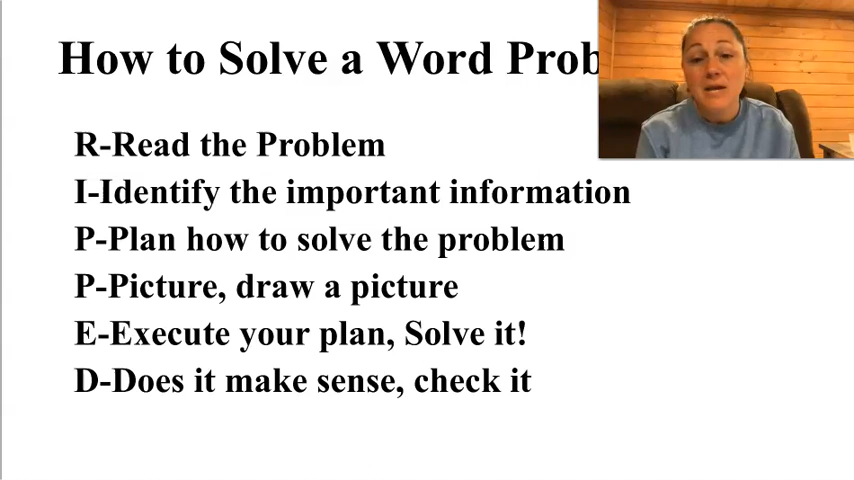 How to Solve a Word Prob
R-Read the Problem
I-Identify the important information
P-Plan how to solve the problem
P-Picture, draw a picture
E-Execute your plan, Solve it!
D-Does it make sense, check it